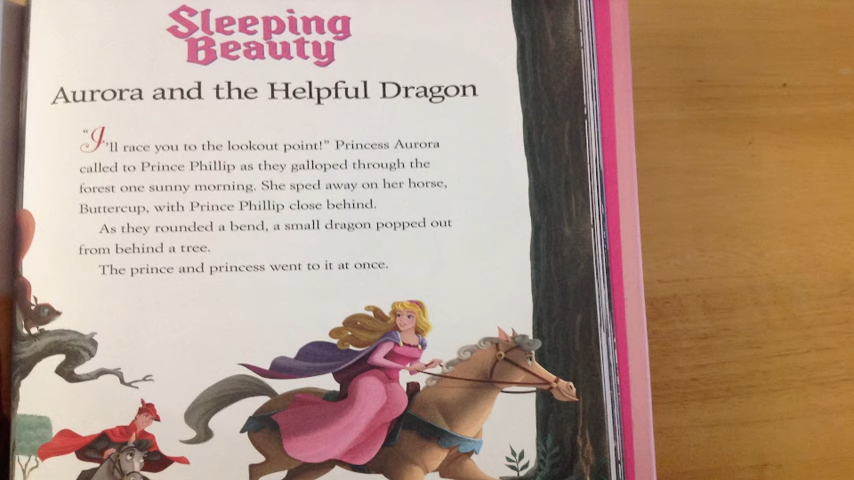 Sleeping
Beauty
Aurora and the Helpful Dragon
"I'll race you to the lookout point!" Princess Aurora
called to Prince Phillip as they galloped through the
forest one sunny morning. She sped away on her horse,
Buttercup, with Prince Phillip close behind.
As they rounded a bend, a small dragon popped out
from behind a tree.
The prince and princess went to it at once.